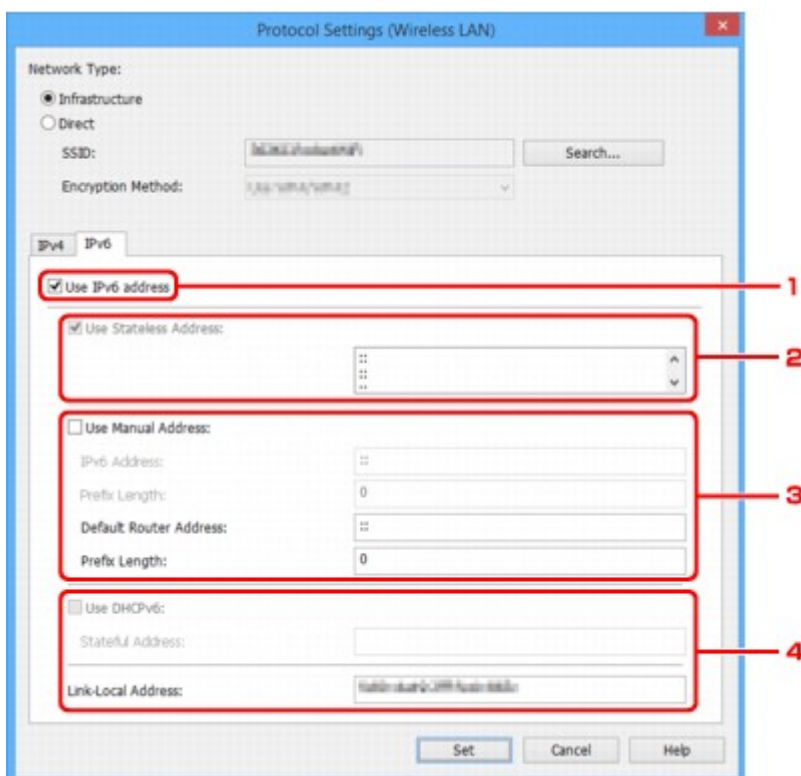 Protocol Settings (Wireless LAN)
Network Type:
Infrastructure
Direct
SSID:
Search...
Encryption Method:
IPv4 IPv6
Use IPv6 address
1
Use Stateless Address:
2
::
::
::
Use Manual Address:
IPv6 Address: ::
Prefix Length: 0
3
Default Router Address: ::
Prefix Length: 0
Use DHCPv6:
Stateful Address:
4
Link-Local Address:
Set Cancel Help